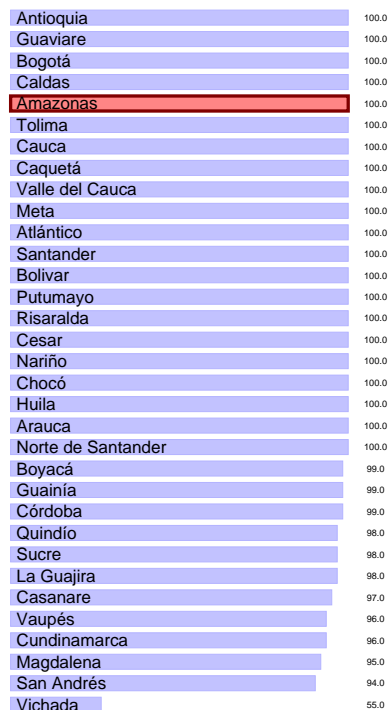 Antioquia 100.0
Guaviare 100.0
Bogotá 100.0
Caldas 100.0
Amazonas 100.0
Tolima 100.0
Cauca 100.0
Caquetá 100.0
Valle del Cauca 100.0
Meta 100.0
Atlántico 100.0
Santander 100.0
Bolivar 100.0
Putumayo 100.0
Risaralda 100.0
Cesar 100.0
Nariño 100.0
Chocó 100.0
Huila 100.0
Arauca 100.0
Norte de Santander 100.0
Boyacá 99.0
Guainía 99.0
Córdoba 99.0
Quindío 98.0
Sucre 98.0
La Guajira 98.0
Casanare 97.0
Vaupés 96.0
Cundinamarca 96.0
Magdalena 95.0
San Andrés 94.0
Vichada 55.0